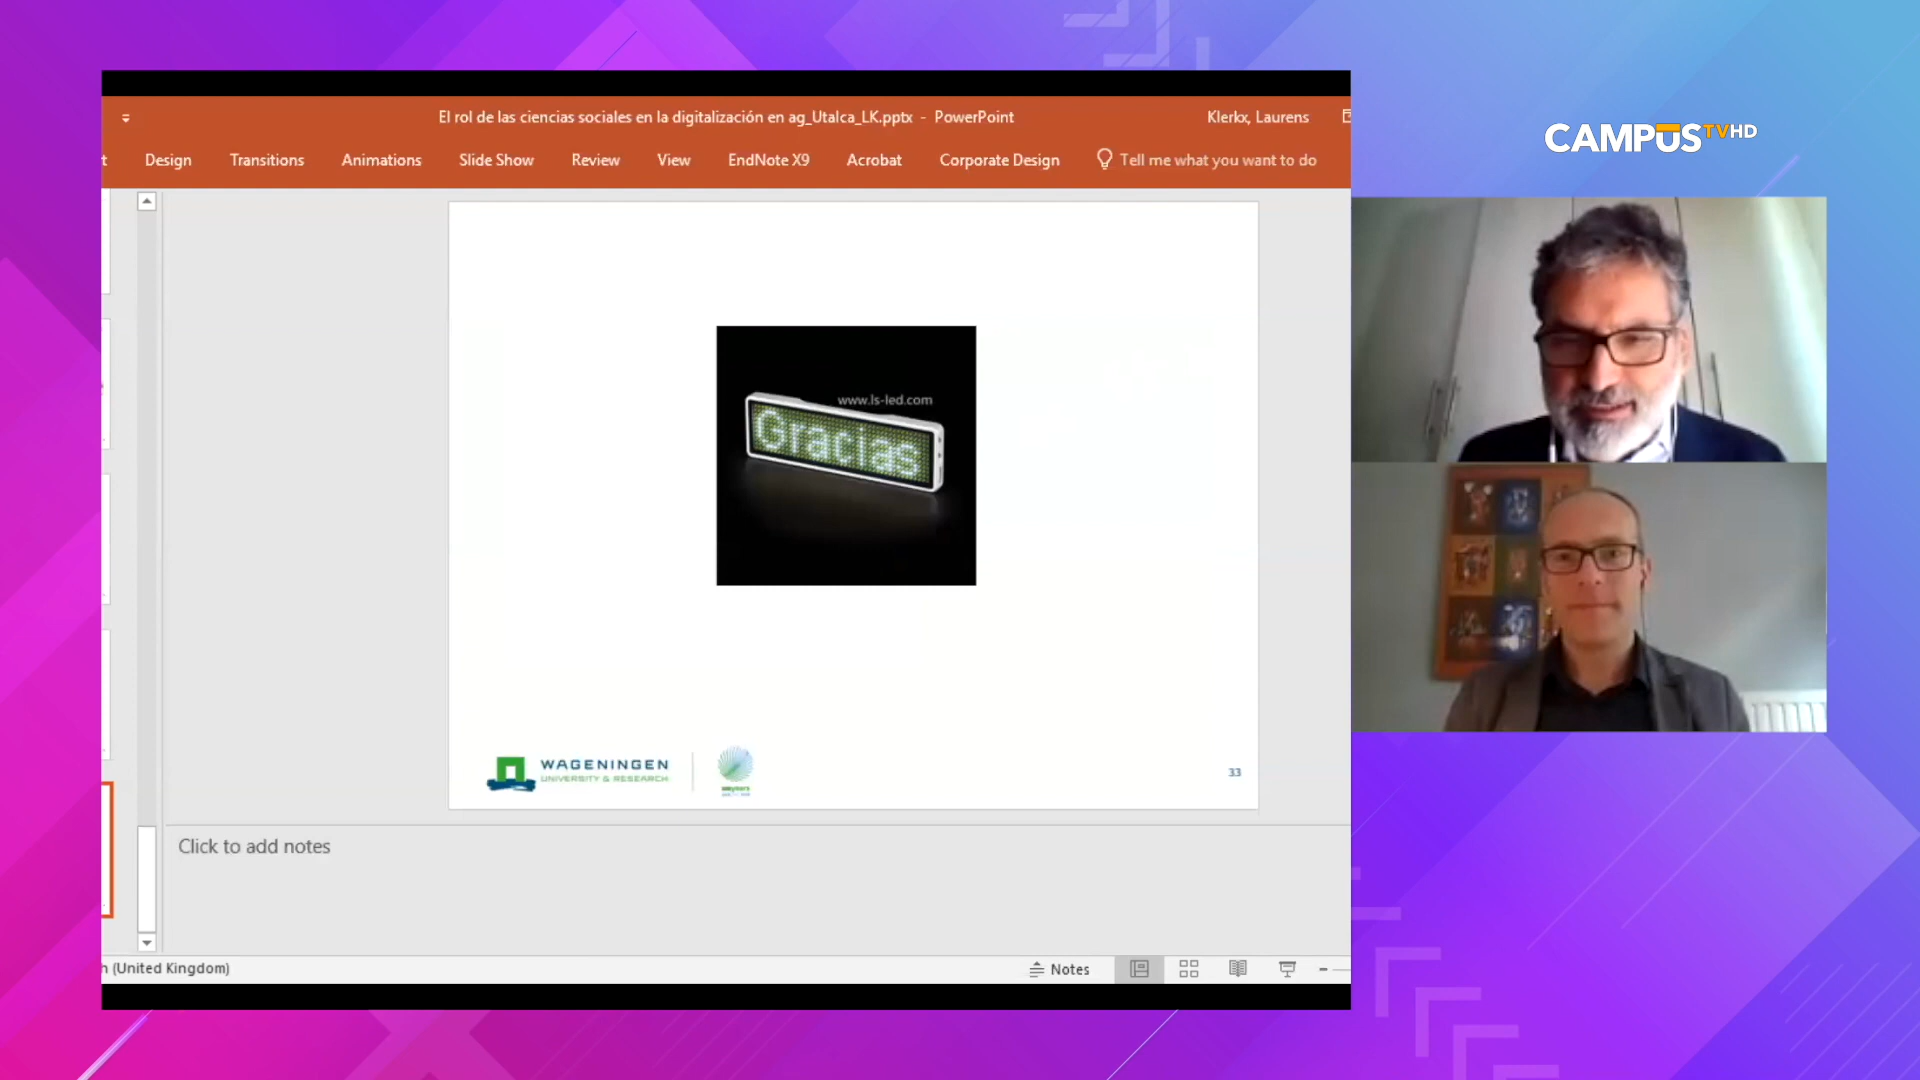 El rol de las ciencias sociales en la digitalización en ag_Utalca_LK.pptx - PowerPoint
Klerkx, Laurens
t Design Transitions Animations Slide Show Review View EndNote X9 Acrobat Corporate Design Tell me what you want to do
CAMPUS TVHD
www.ls-led.com
Gracias
WAGENINGEN
UNIVERSITY & RESEARCH
33
Click to add notes
h (United Kingdom)
Notes